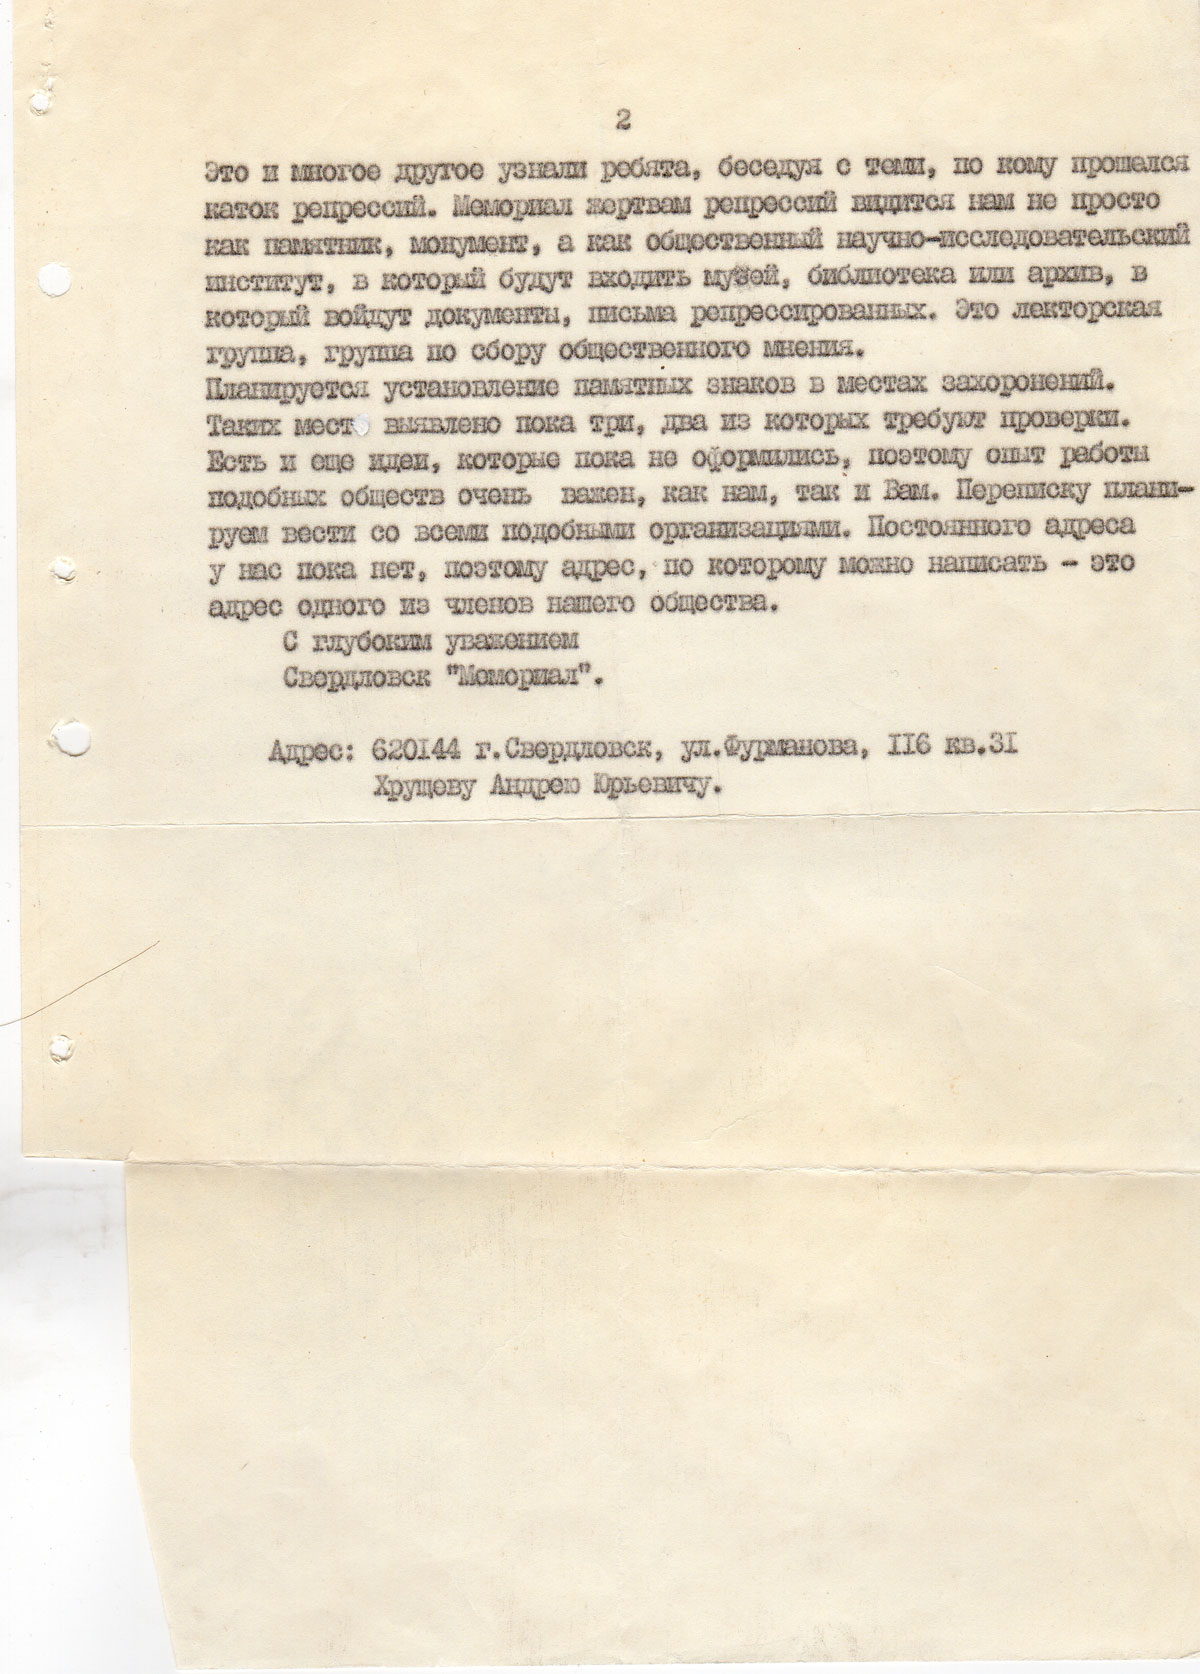 2
Это и многое другое узнали ребята, беседуя с теми, по кому прошелся
каток репрессий. Мемориал жертвам репрессий видится нам не просто
как памятник, монумент, а как общественный научно-исследовательский
институт, в который будут входить музей, библиотека или архив, в
который войдут документы, письма репрессированных. Это лекторская
группа, группа по сбору общественного мнения.
Планируется установление памятных знаков в местах захоронений.
Таких мест выявлено пока три, два из которых требуют проверки.
Есть и еще идеи, которые пока не оформились, поэтому опыт работы
подобных обществ очень важен, как нам, так и Вам. Переписку плани-
руем вести со всеми подобными организациями. Постоянного адреса
у нас пока нет, поэтому адрес, по которому можно написать - это
адрес одного из членов нашего общества.
С глубоким уважением
Свердловск "Мемориал".
Адрес: 620144 г.Свердловск, ул.Фурманова, 116 кв.31
Хрущеву Андрею Юрьевичу.